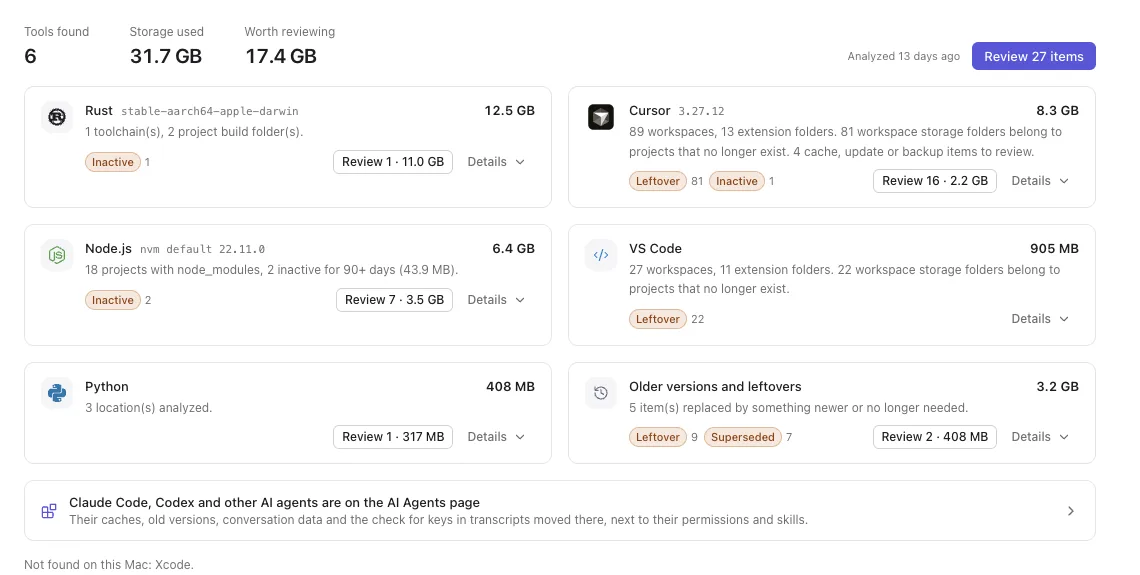 Tools found
6
Storage used
31.7 GB
Worth reviewing
17.4 GB
Analyzed 13 days ago
Review 27 items
Rust stable-aarch64-apple-darwin 12.5 GB
1 toolchain(s), 2 project build folder(s).
Inactive 1 Review 1 · 11.0 GB Details
Cursor 3.27.12 8.3 GB
89 workspaces, 13 extension folders. 81 workspace storage folders belong to
projects that no longer exist. 4 cache, update or backup items to review.
Leftover 81 Inactive 1 Review 16 · 2.2 GB Details
Node.js nvm default 22.11.0 6.4 GB
18 projects with node_modules, 2 inactive for 90+ days (43.9 MB).
Inactive 2 Review 7 · 3.5 GB Details
VS Code 905 MB
27 workspaces, 11 extension folders. 22 workspace storage folders belong to
projects that no longer exist.
Leftover 22 Details
Python 408 MB
3 location(s) analyzed.
Review 1 · 317 MB Details
Older versions and leftovers 3.2 GB
5 item(s) replaced by something newer or no longer needed.
Leftover 9 Superseded 7 Review 2 · 408 MB Details
Claude Code, Codex and other AI agents are on the AI Agents page
Their caches, old versions, conversation data and the check for keys in transcripts moved there, next to their permissions and skills.
Not found on this Mac: Xcode.